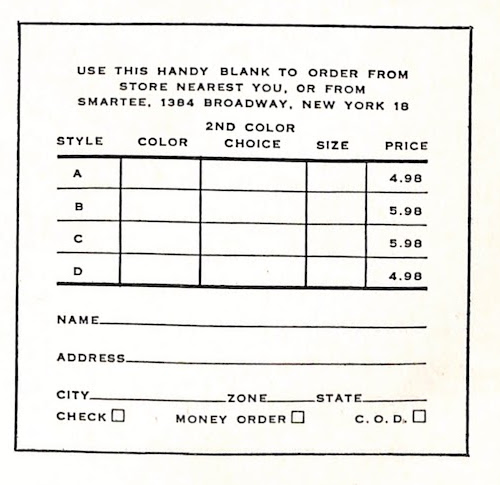 USE THIS HANDY BLANK TO ORDER FROM
STORE NEAREST YOU, OR FROM
SMARTEE, 1384 BROADWAY, NEW YORK 18
2ND COLOR
STYLE COLOR CHOICE SIZE PRICE
A 4.98
B 5.98
C 5.98
D 4.98
NAME
ADDRESS
CITY ZONE STATE
CHECK MONEY ORDER C.O.D.